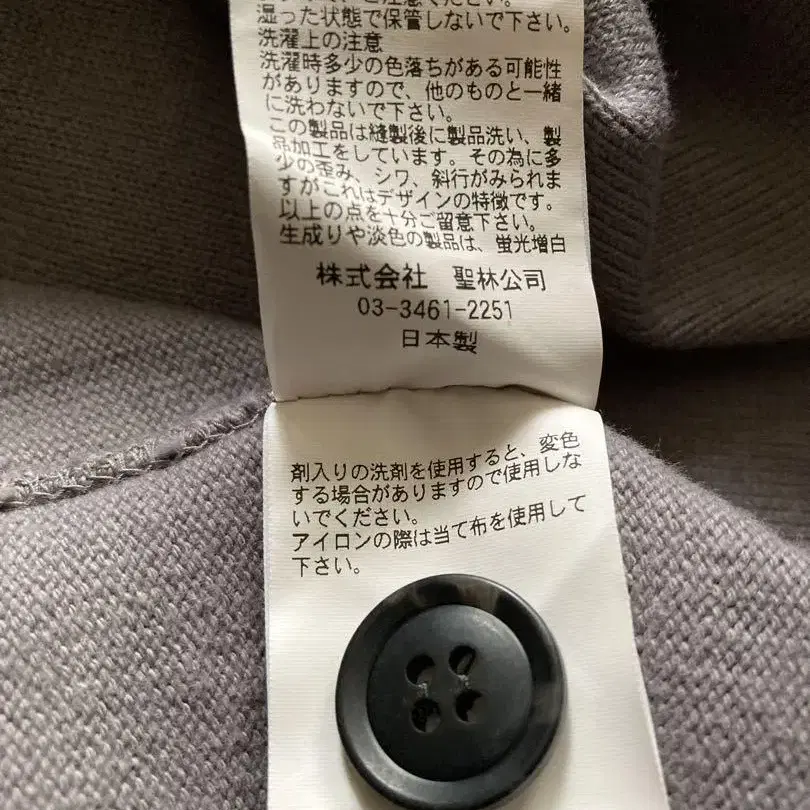 ご注意ください。
湿った状態で保管しないで下さい。
洗濯上の注意
洗濯時多少の色落ちがある可能性
がありますので、他のものと一緒
に洗わないで下さい。
この製品は縫製後に製品洗い、製
品加工をしています。その為に多
少の歪み、シワ、斜行がみられま
すがこれはデザインの特徴です。
以上の点を十分ご留意下さい。
生成りや淡色の製品は、蛍光増白
株式会社 聖林公司
03-3461-2251
日本製
剤入りの洗剤を使用すると、変色
する場合がありますので使用しな
いでください。
アイロンの際は当て布を使用して
下さい。